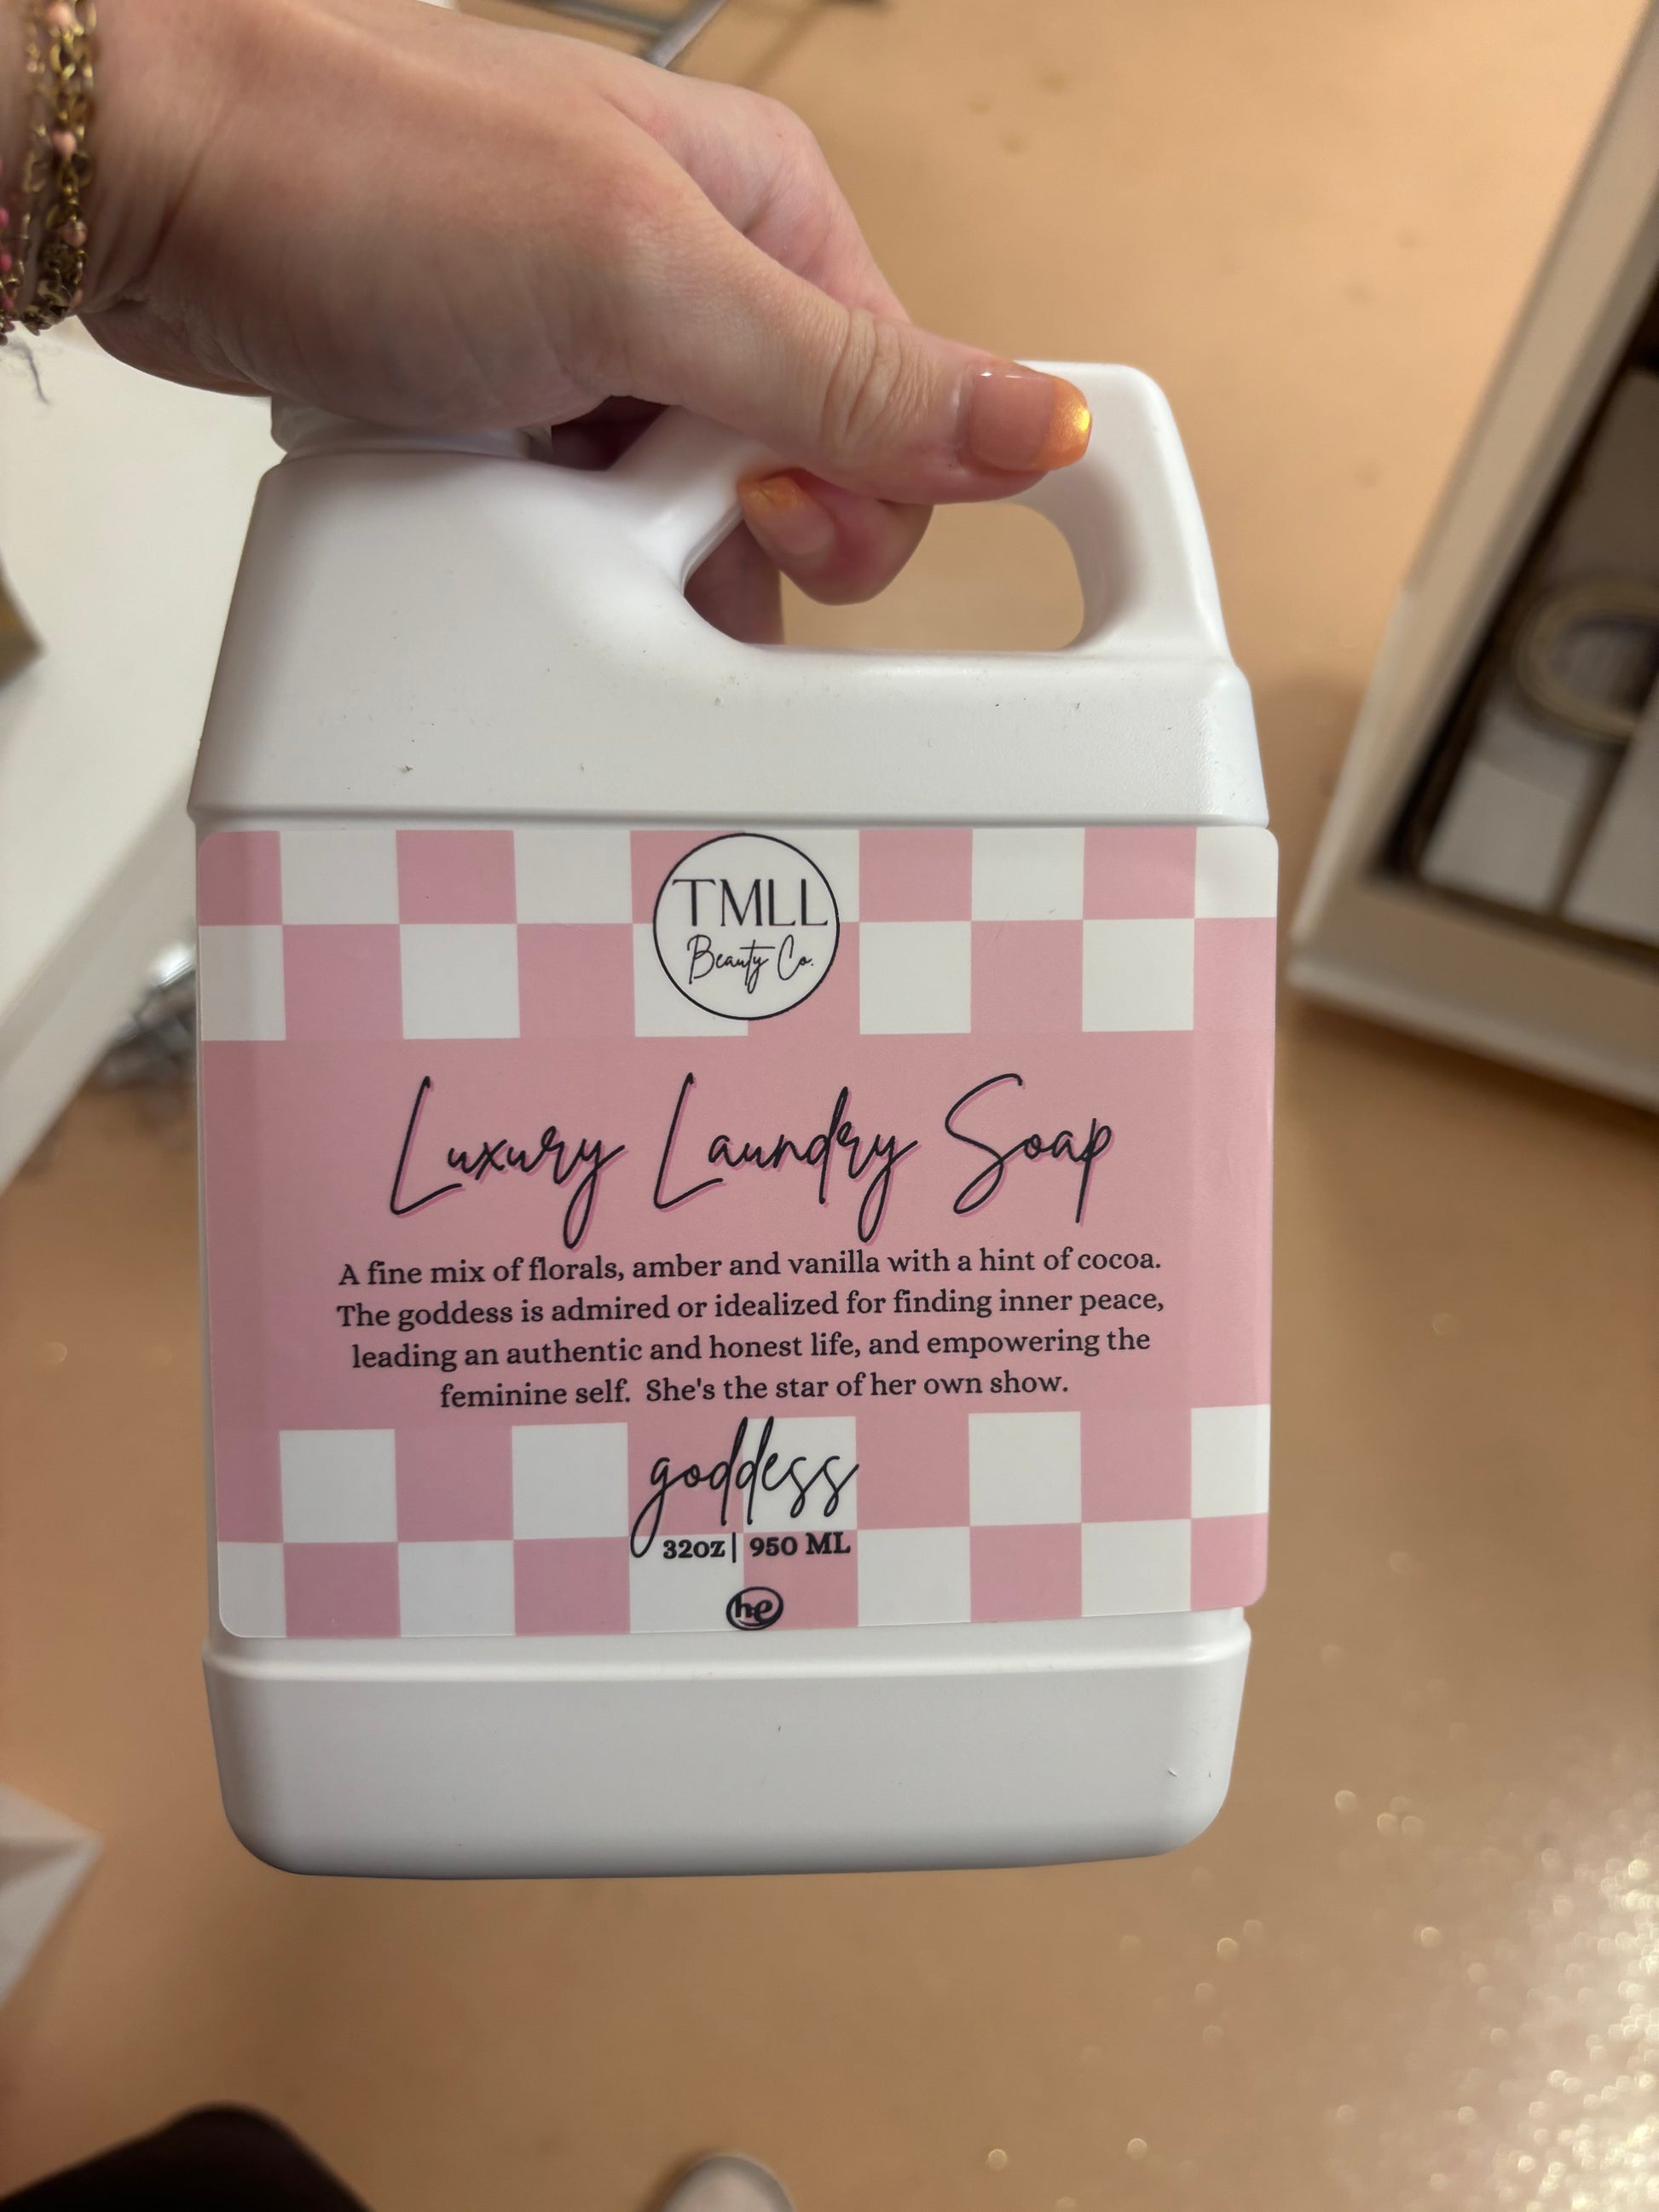 TMLL
Beauty Co.
Luxury Laundry Soap
A fine mix of florals, amber and vanilla with a hint of cocoa.
The goddess is admired or idealized for finding inner peace,
leading an authentic and honest life, and empowering the
feminine self. She's the star of her own show.
goddess
32OZ| 950 ML
he